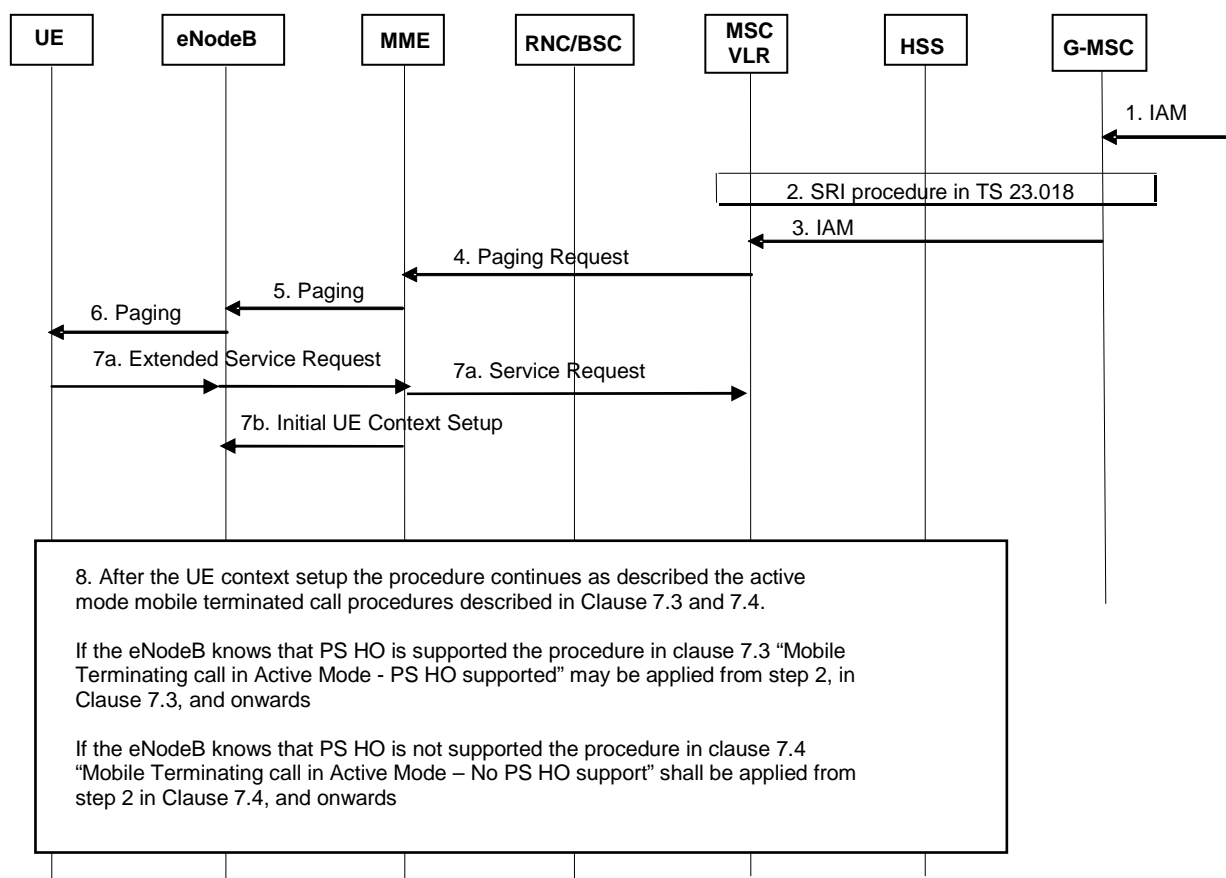 UE
eNodeB
MME
RNC/BSC
MSC
VLR
HSS
G-MSC
1. IAM
2. SRI procedure in TS 23.018
3. IAM
4. Paging Request
5. Paging
6. Paging
7a. Extended Service Request
7a. Service Request
7b. Initial UE Context Setup
8. After the UE context setup the procedure continues as described the active
mode mobile terminated call procedures described in Clause 7.3 and 7.4.
If the eNodeB knows that PS HO is supported the procedure in clause 7.3 “Mobile
Terminating call in Active Mode - PS HO supported” may be applied from step 2, in
Clause 7.3, and onwards
If the eNodeB knows that PS HO is not supported the procedure in clause 7.4
“Mobile Terminating call in Active Mode – No PS HO support” shall be applied from
step 2 in Clause 7.4, and onwards